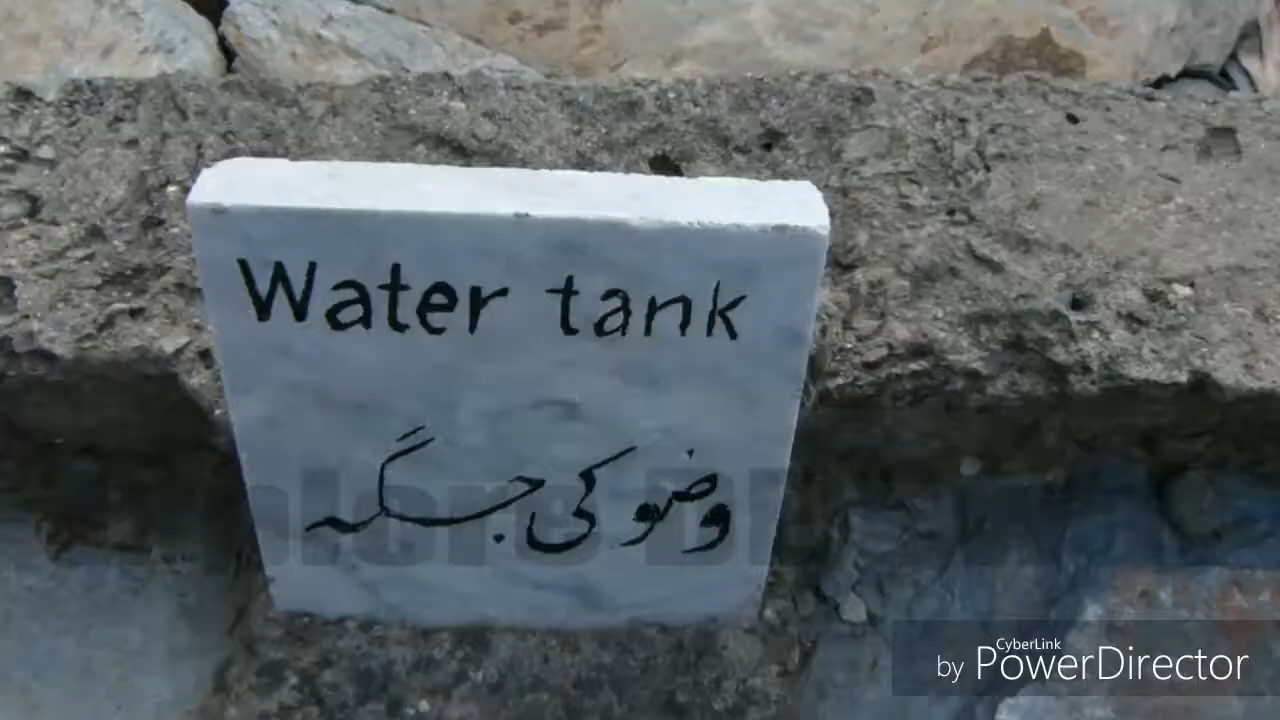 Water tank
وضو کی جگہ
CyberLink
by PowerDirector